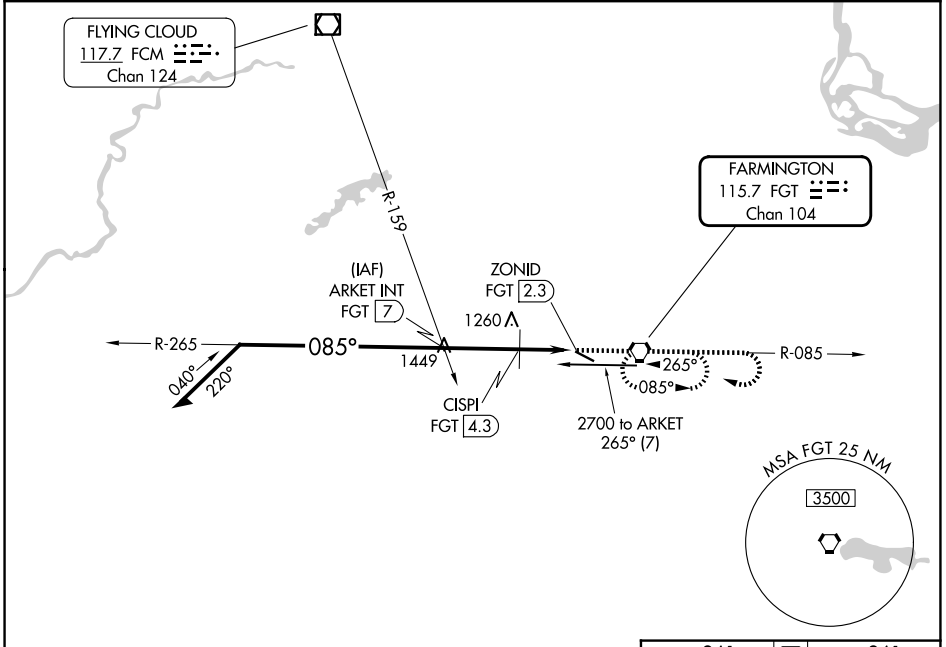 FLYING CLOUD
117.7 FCM
Chan 124
R-159
FARMINGTON
115.7 FGT
Chan 104
(IAF)
ARKET INT
FGT 7
ZONID
FGT 2.3
1260
R-265
085°
1449
265°
R-085
085°
040°
220°
CISPI
FGT 4.3
2700 to ARKET
265° (7)
MSA FGT 25 NM
3500